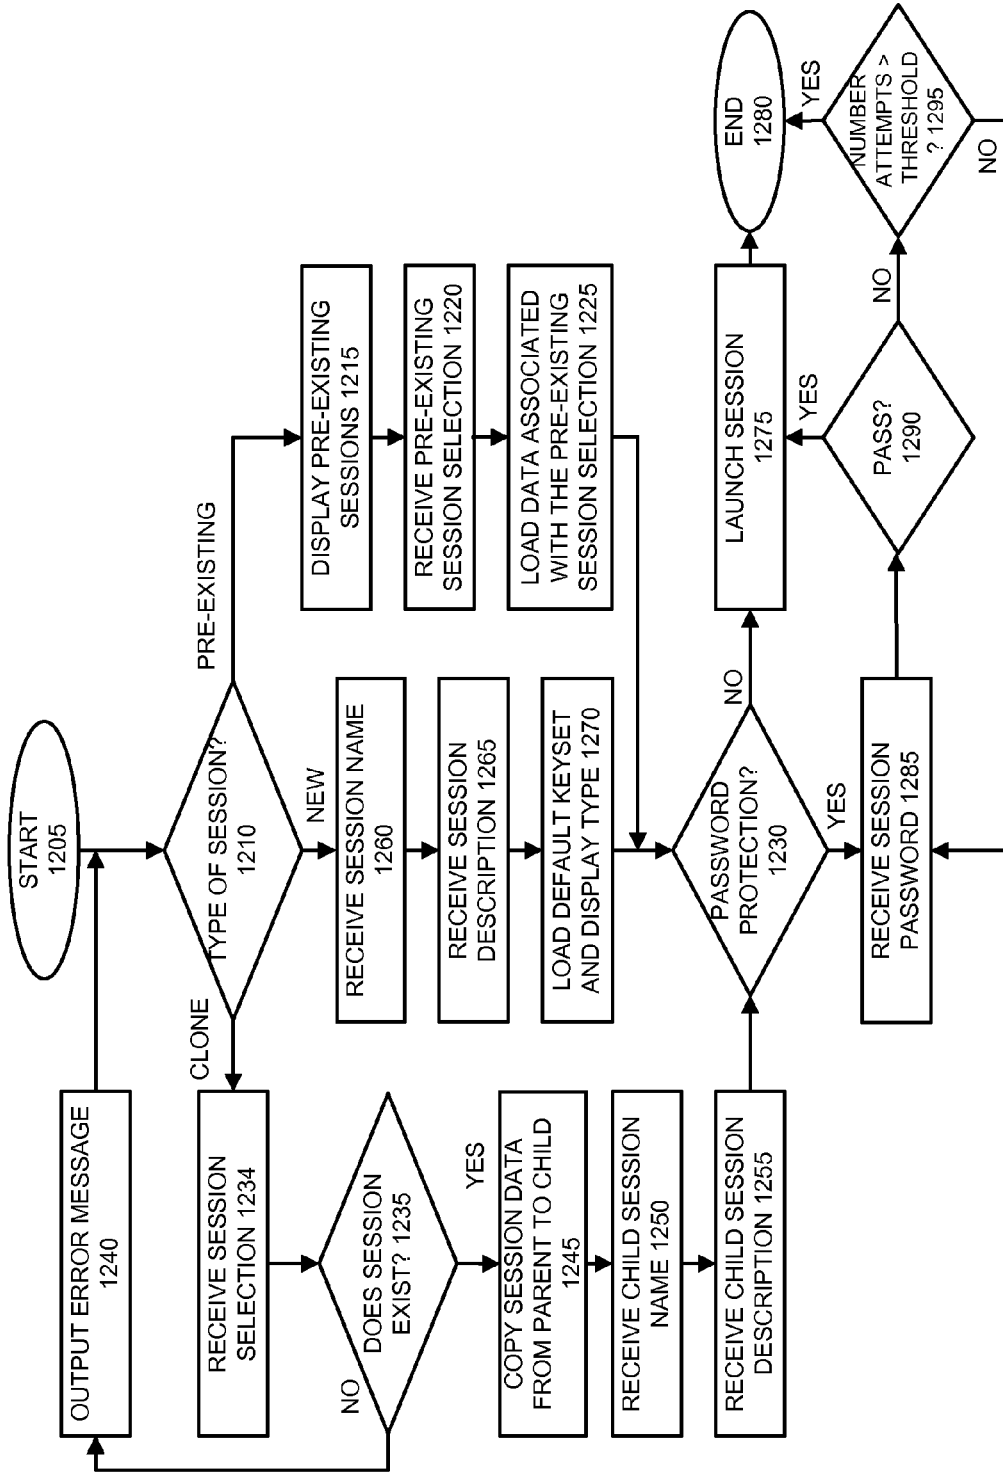 START
1205
OUTPUT ERROR MESSAGE
1240
TYPE OF SESSION?
1210
CLONE
NEW
PRE-EXISTING
RECEIVE SESSION
SELECTION 1234
DOES SESSION
EXIST? 1235
NO
YES
COPY SESSION DATA
FROM PARENT TO CHILD
1245
RECEIVE CHILD SESSION
NAME 1250
RECEIVE CHILD SESSION
DESCRIPTION 1255
RECEIVE SESSION NAME
1260
RECEIVE SESSION
DESCRIPTION 1265
LOAD DEFAULT KEYSET
AND DISPLAY TYPE 1270
DISPLAY PRE-EXISTING
SESSIONS 1215
RECEIVE PRE-EXISTING
SESSION SELECTION 1220
LOAD DATA ASSOCIATED
WITH THE PRE-EXISTING
SESSION SELECTION 1225
PASSWORD
PROTECTION?
1230
NO
YES
LAUNCH SESSION
1275
END
1280
RECEIVE SESSION
PASSWORD 1285
PASS?
1290
YES
NO
NUMBER
ATTEMPTS >
THRESHOLD
? 1295
YES
NO